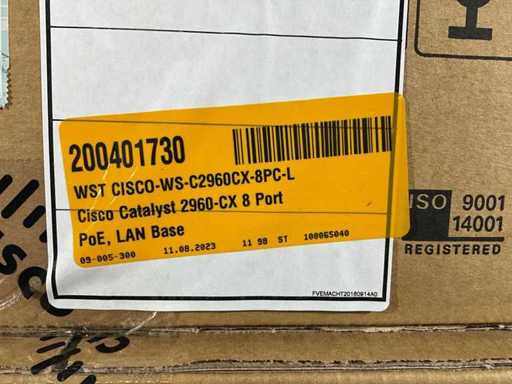 200401730
WST CISCO-WS-C2960CX-8PC-L
Cisco Catalyst 2960-CX 8 Port
PoE, LAN Base
09-005-300 11.08.2023 11 98 ST 100065040
FVEMACHT20160914A0
ISO 9001
14001
REGISTERED